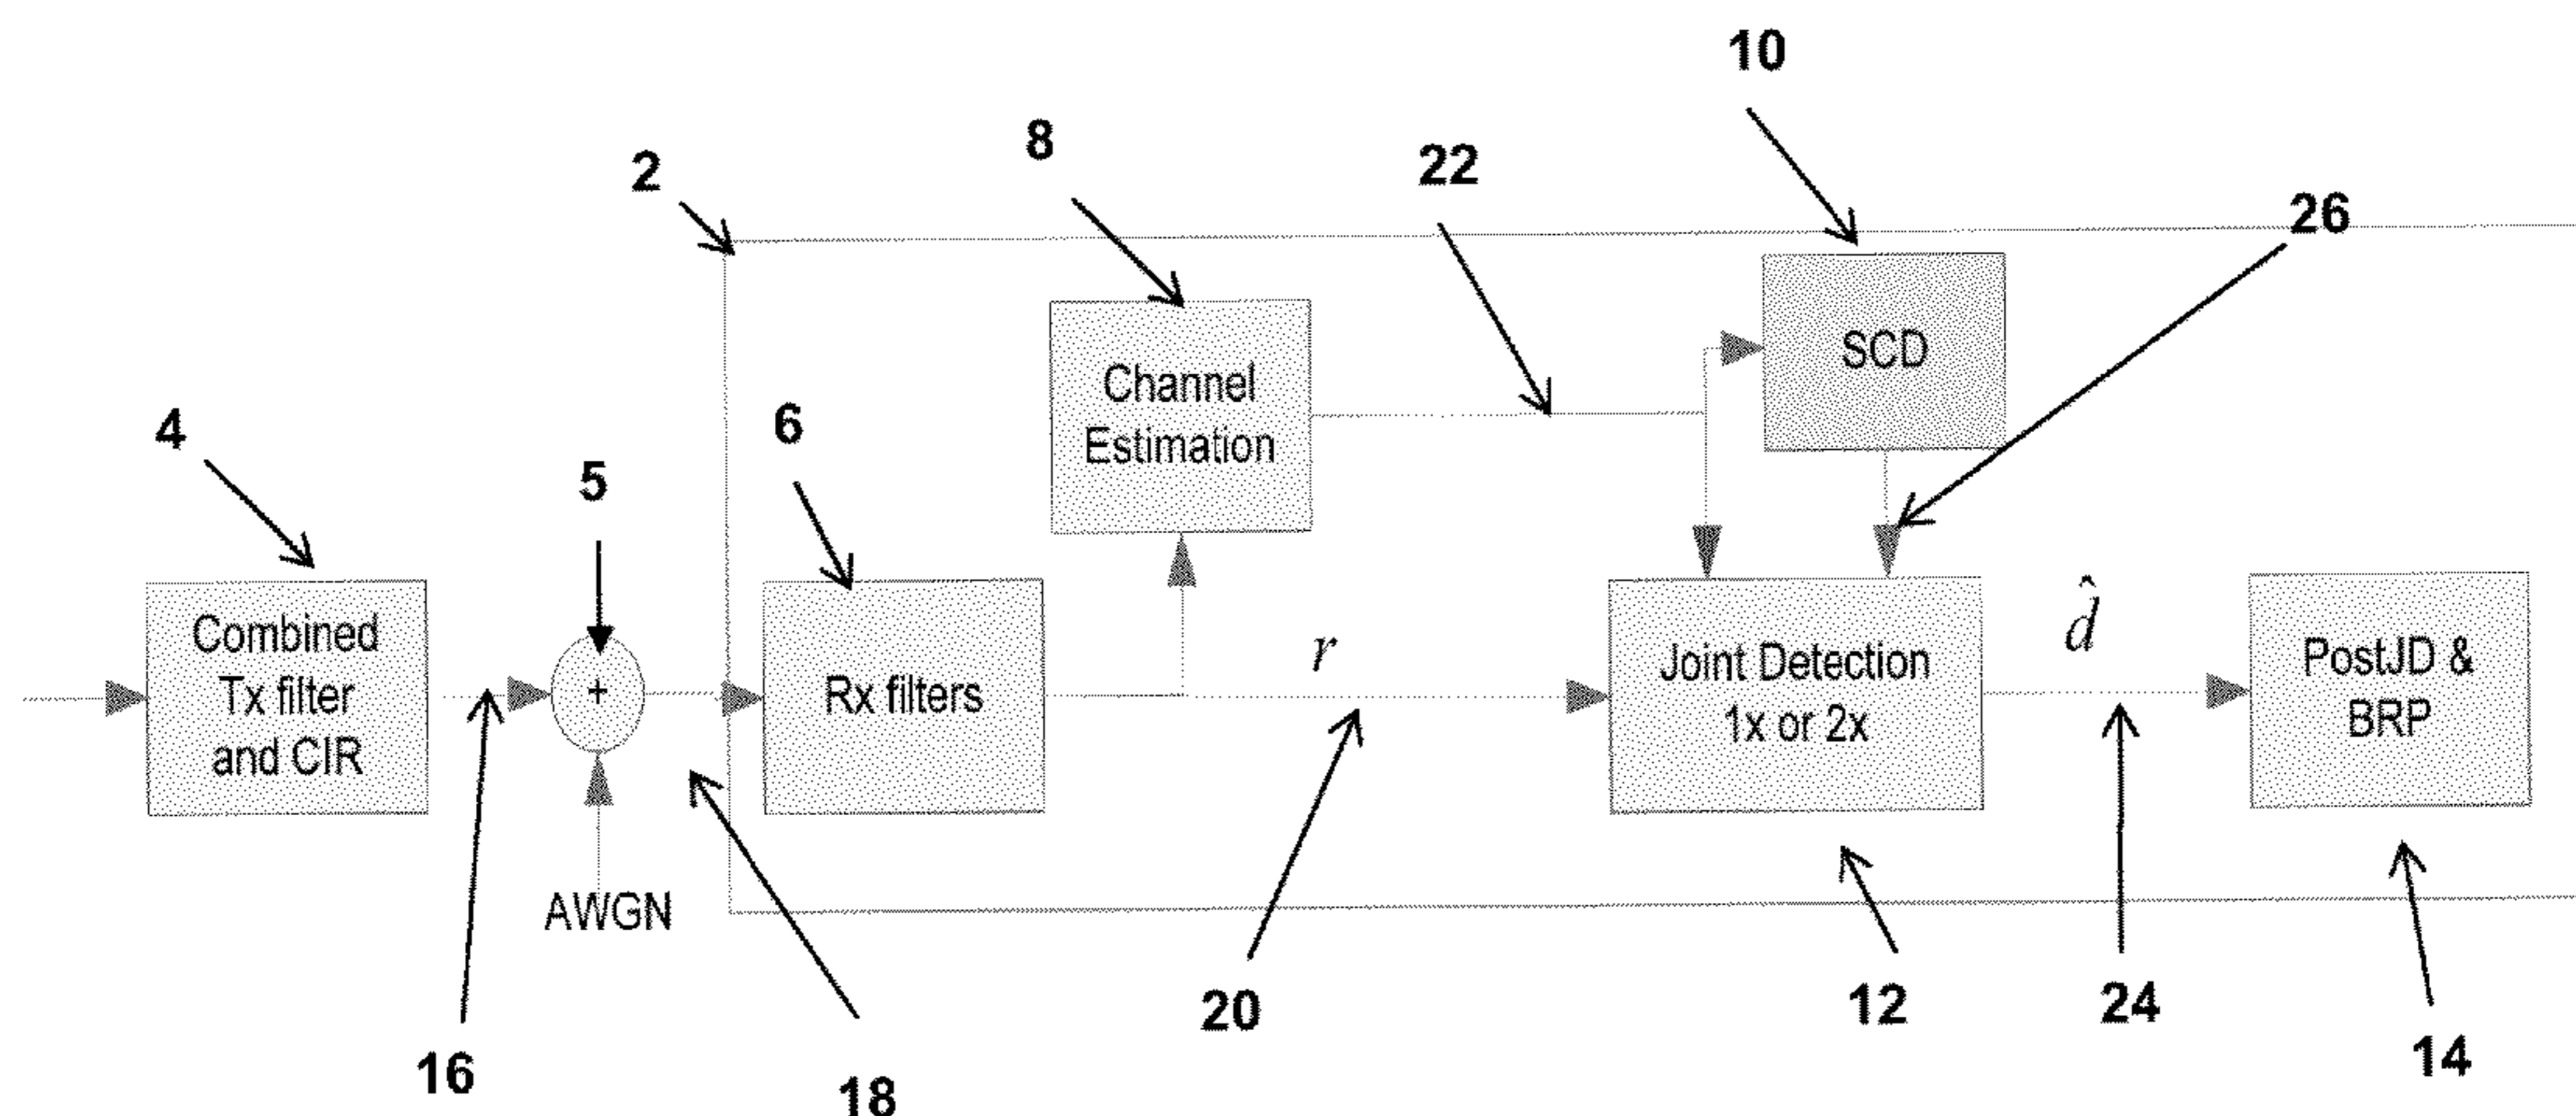 10
8
22
2
26
SCD
Channel
Estimation
4
6
5
Combined
Tx filter
and CIR
+
Rx filters
r
Joint Detection
1x or 2x
d̂
PostJD &
BRP
AWGN
20
12
24
16
18
14